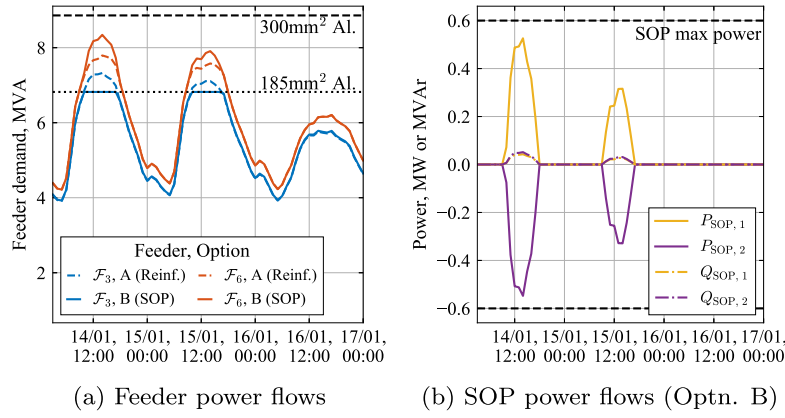 Feeder demand, MVA
8
6
4
2
300mm² Al.
185mm² Al.
Feeder, Option
ℱ₃, A (Reinf.)
ℱ₆, A (Reinf.)
ℱ₃, B (SOP)
ℱ₆, B (SOP)
14/01, 15/01, 15/01, 16/01, 16/01, 17/01,
12:00 00:00 12:00 00:00 12:00 00:00
(a) Feeder power flows
Power, MW or MVAr
0.6
0.4
0.2
0.0
−0.2
−0.4
−0.6
SOP max power
P_SOP, 1
P_SOP, 2
Q_SOP, 1
Q_SOP, 2
14/01, 15/01, 15/01, 16/01, 16/01, 17/01,
12:00 00:00 12:00 00:00 12:00 00:00
(b) SOP power flows (Optn. B)